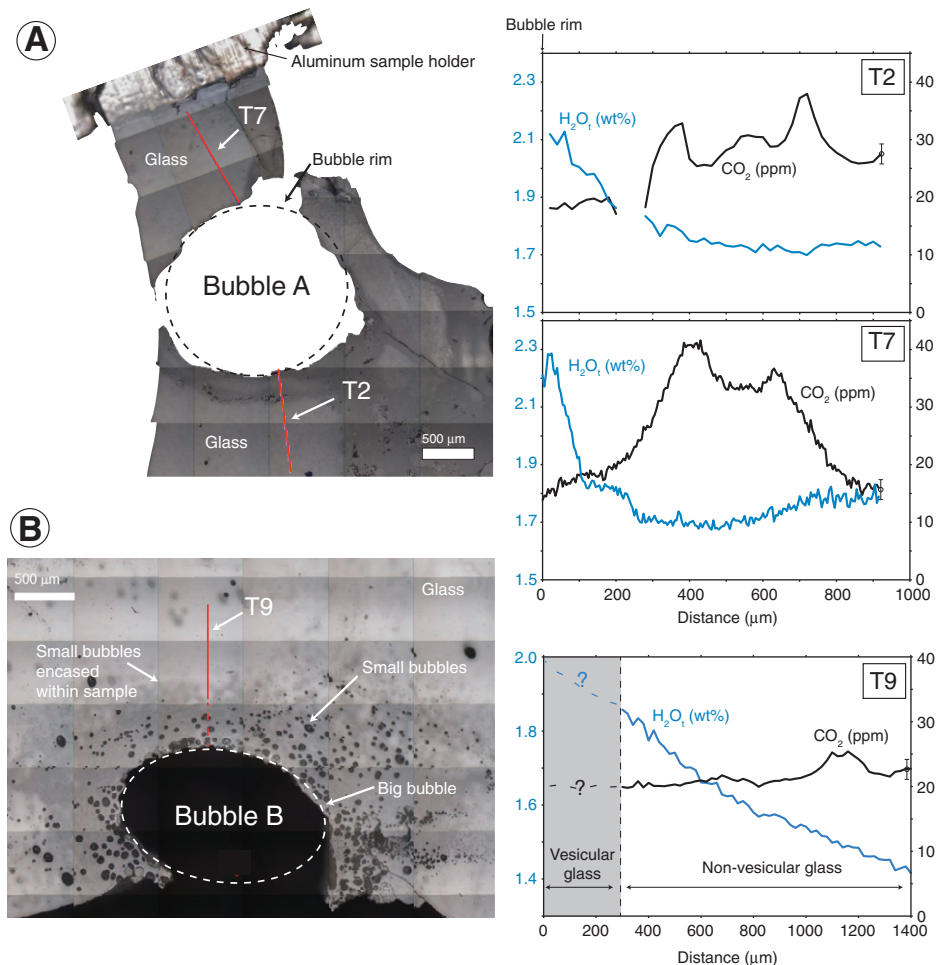 A
Aluminum sample holder
T7
Glass
Bubble rim
Bubble A
T2
Glass
500 μm
Bubble rim
2.3
2.1
1.9
1.7
1.5
H₂Oₜ (wt%)
CO₂ (ppm)
T2
40
30
20
10
0
2.3
2.1
1.9
1.7
1.5
H₂Oₜ (wt%)
CO₂ (ppm)
T7
40
30
20
10
0
0 200 400 600 800 1000
Distance (μm)
B
500 μm
Glass
T9
Small bubbles
encased
within sample
Small bubbles
Big bubble
Bubble B
2.0
1.8
1.6
1.4
?
?
H₂Oₜ (wt%)
CO₂ (ppm)
T9
Vesicular
glass
Non-vesicular glass
40
30
20
10
0
0 200 400 600 800 1000 1200 1400
Distance (μm)